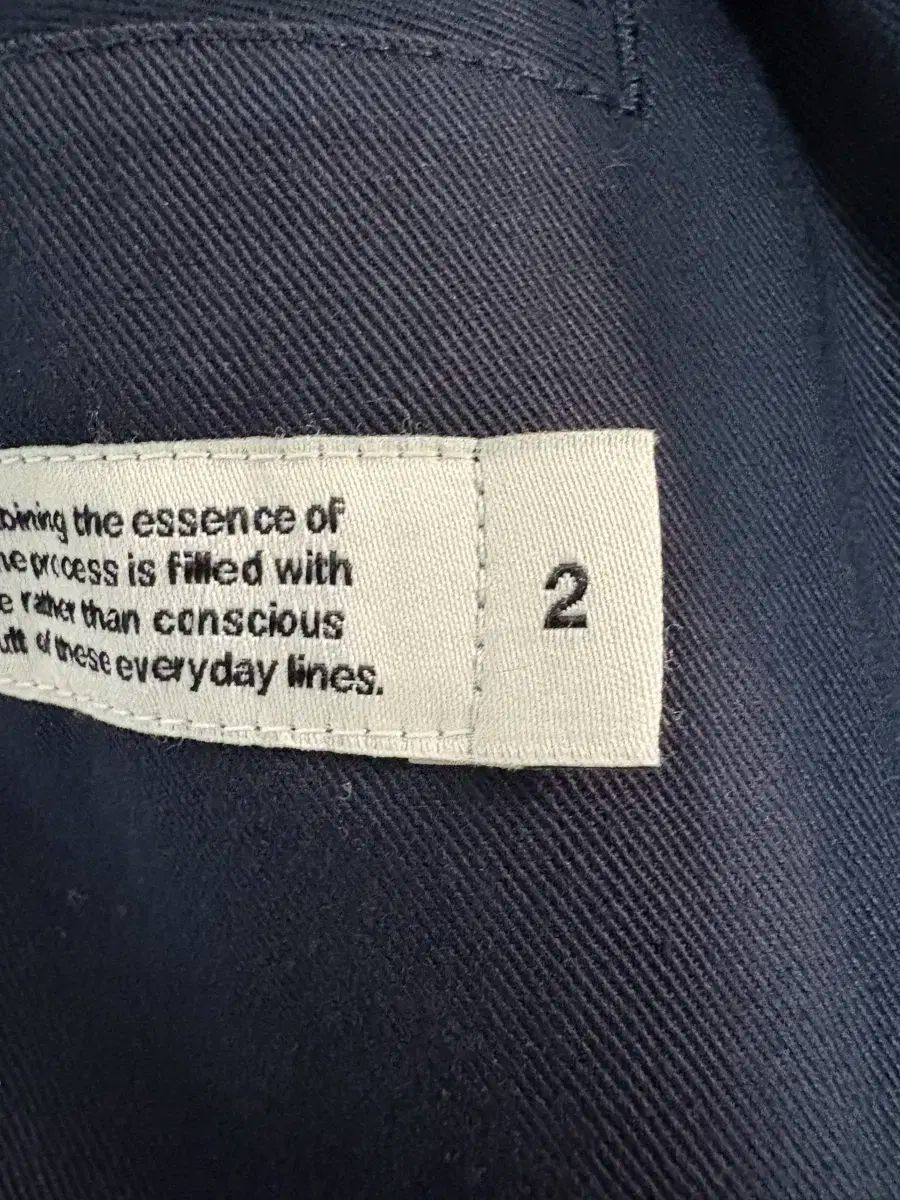 the essence of
process is filled with
rather than conscious
of these everyday lines.
2